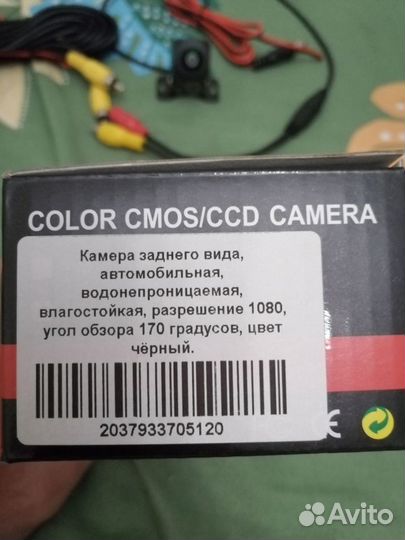 COLOR CMOS/CCD CAMERA
Камера заднего вида,
автомобильная,
водонепроницаемая,
влагостойкая, разрешение 1080,
угол обзора 170 градусов, цвет
чёрный.
2037933705120
CE
Avito